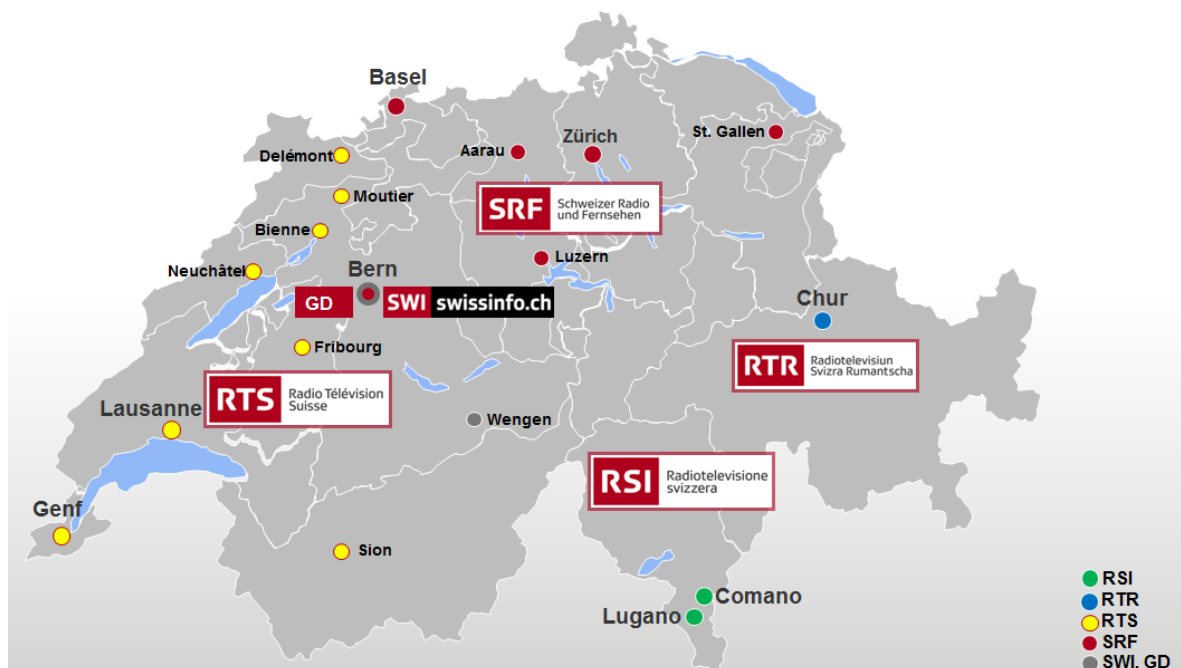 Basel
Delémont
Aarau
Zürich
St. Gallen
Moutier
SRF Schweizer Radio
und Fernsehen
Bienne
Neuchâtel
Luzern
Bern
GD
SWI swissinfo.ch
Chur
Fribourg
RTR Radiotelevisiun
Svizra Rumantscha
RTS Radio Télévision
Suisse
Lausanne
Wengen
RSI Radiotelevisione
svizzera
Genf
Sion
Comano
Lugano
RSI
RTR
RTS
SRF
SWI, GD